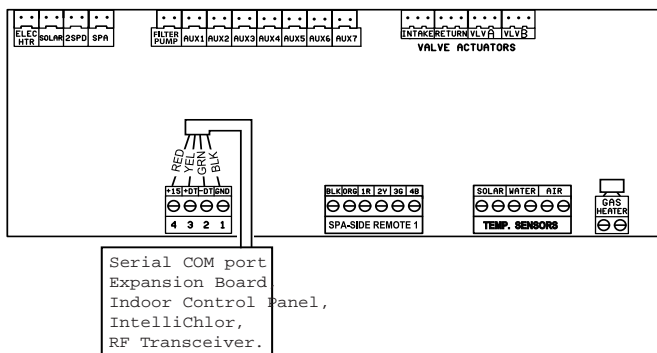 ELEC HTR SOLAR 2SPD SPA FILTER PUMP AUX1 AUX2 AUX3 AUX4 AUX5 AUX6 AUX7 INTAKE RETURN VLV A VLV B
VALVE ACTUATORS
RED YEL GRN BLK
+15 +DT -DT GND
4 3 2 1
BLK ORG 1R 2Y 3G 4B
SPA-SIDE REMOTE 1
SOLAR WATER AIR
TEMP. SENSORS
GAS HEATER
Serial COM port
Expansion Board,
Indoor Control Panel,
IntelliChlor,
RF Transceiver.